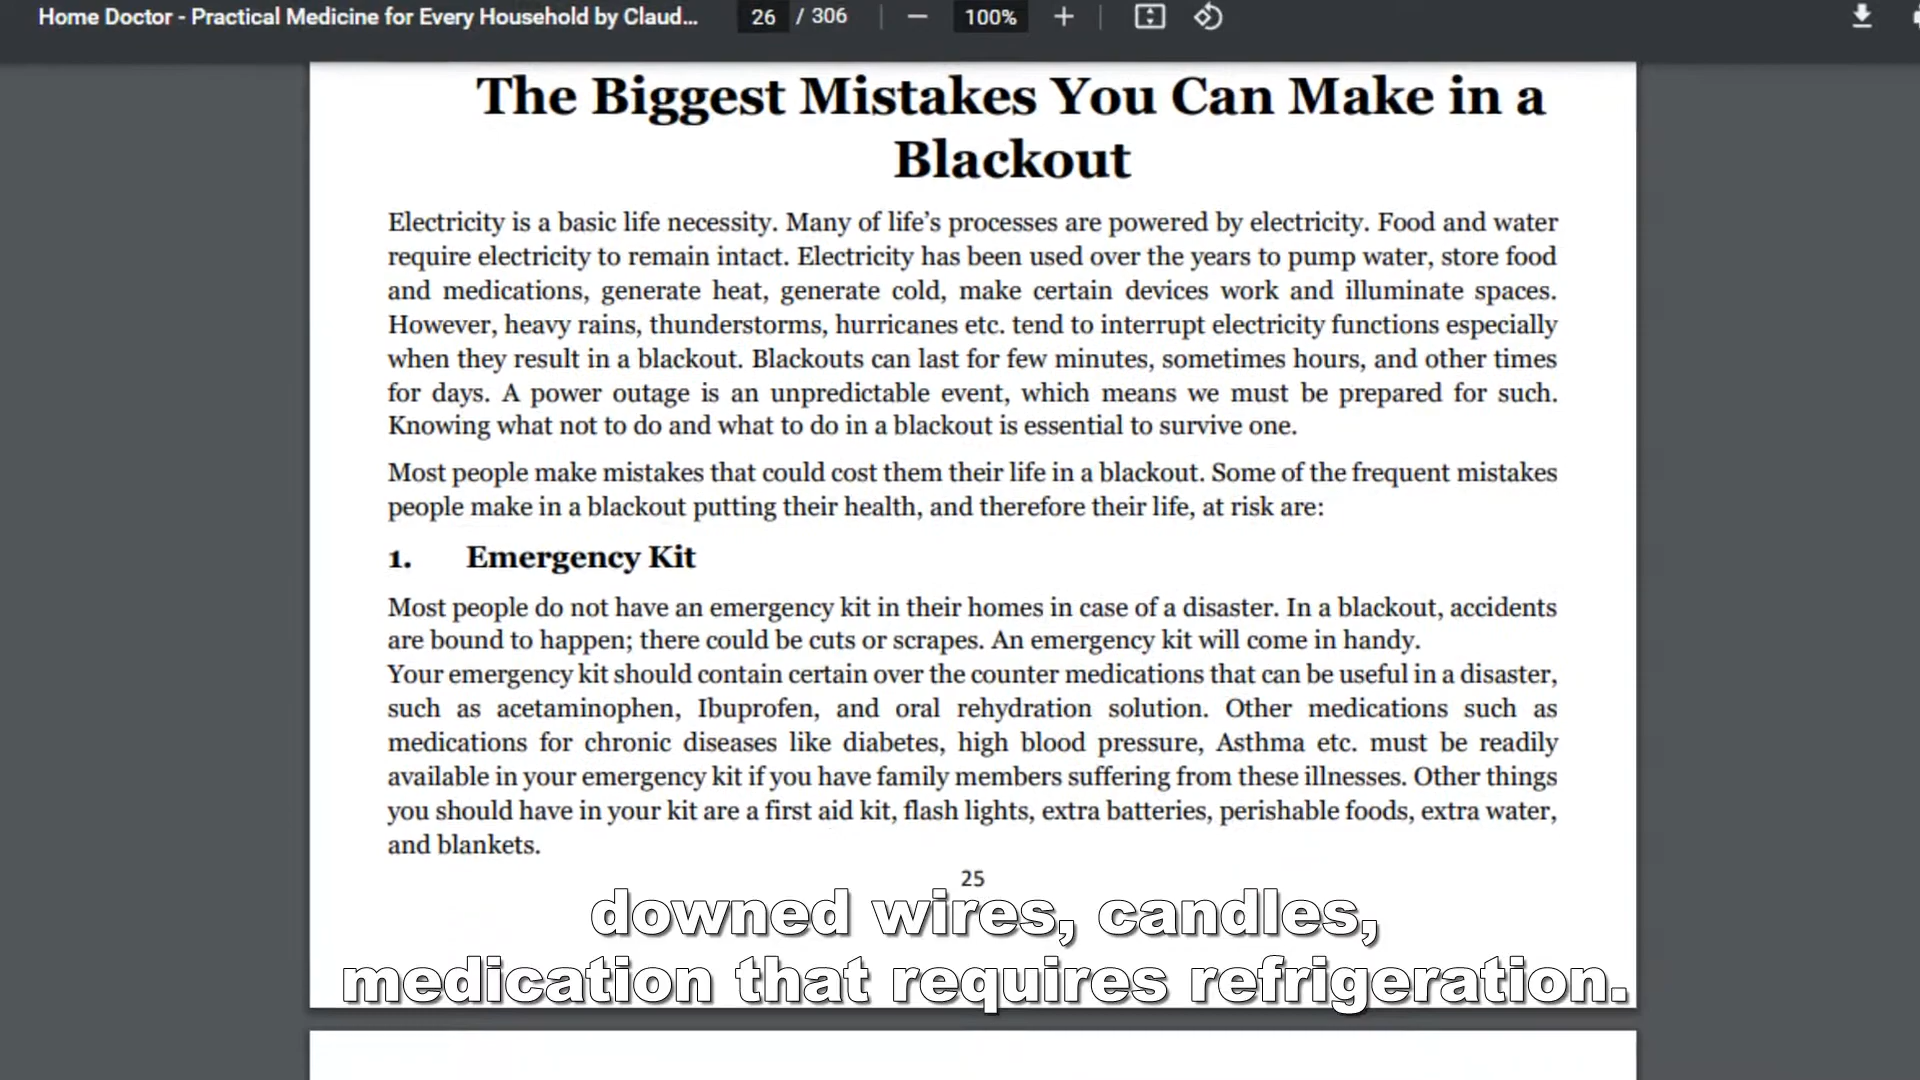 Home Doctor - Practical Medicine for Every Household by Claud...
26 / 306
100%
The Biggest Mistakes You Can Make in a
Blackout
Electricity is a basic life necessity. Many of life’s processes are powered by electricity. Food and water
require electricity to remain intact. Electricity has been used over the years to pump water, store food
and medications, generate heat, generate cold, make certain devices work and illuminate spaces.
However, heavy rains, thunderstorms, hurricanes etc. tend to interrupt electricity functions especially
when they result in a blackout. Blackouts can last for few minutes, sometimes hours, and other times
for days. A power outage is an unpredictable event, which means we must be prepared for such.
Knowing what not to do and what to do in a blackout is essential to survive one.
Most people make mistakes that could cost them their life in a blackout. Some of the frequent mistakes
people make in a blackout putting their health, and therefore their life, at risk are:
1. Emergency Kit
Most people do not have an emergency kit in their homes in case of a disaster. In a blackout, accidents
are bound to happen; there could be cuts or scrapes. An emergency kit will come in handy.
Your emergency kit should contain certain over the counter medications that can be useful in a disaster,
such as acetaminophen, Ibuprofen, and oral rehydration solution. Other medications such as
medications for chronic diseases like diabetes, high blood pressure, Asthma etc. must be readily
available in your emergency kit if you have family members suffering from these illnesses. Other things
you should have in your kit are a first aid kit, flash lights, extra batteries, perishable foods, extra water,
and blankets.
25
downed wires, candles,
medication that requires refrigeration.